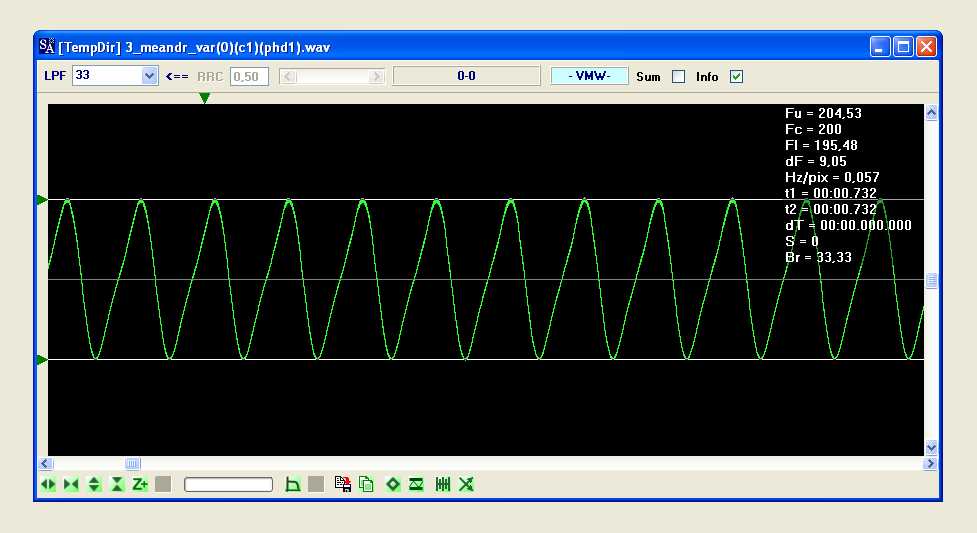 SA [TempDir] 3_meandr_var(0)(c1)(phd1).wav
LPF 33 <== RRC 0,50 0-0 -VMW- Sum Info
Fu = 204,53
Fc = 200
Fl = 195,48
dF = 9,05
Hz/pix = 0,057
t1 = 00:00.732
t2 = 00:00.732
dT = 00:00.000.000
S = 0
Br = 33,33
Z+